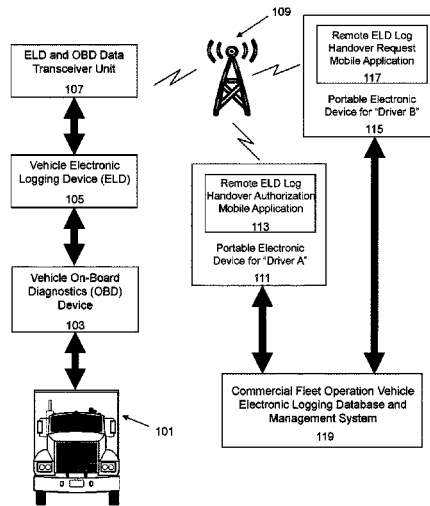 109
ELD and OBD Data
Transceiver Unit
107
Remote ELD Log
Handover Request
Mobile Application
117
Portable Electronic
Device for "Driver B"
115
Vehicle Electronic
Logging Device (ELD)
105
Remote ELD Log
Handover Authorization
Mobile Application
113
Portable Electronic
Device for "Driver A"
111
Vehicle On-Board
Diagnostics (OBD)
Device
103
101
Commercial Fleet Operation Vehicle
Electronic Logging Database and
Management System
119